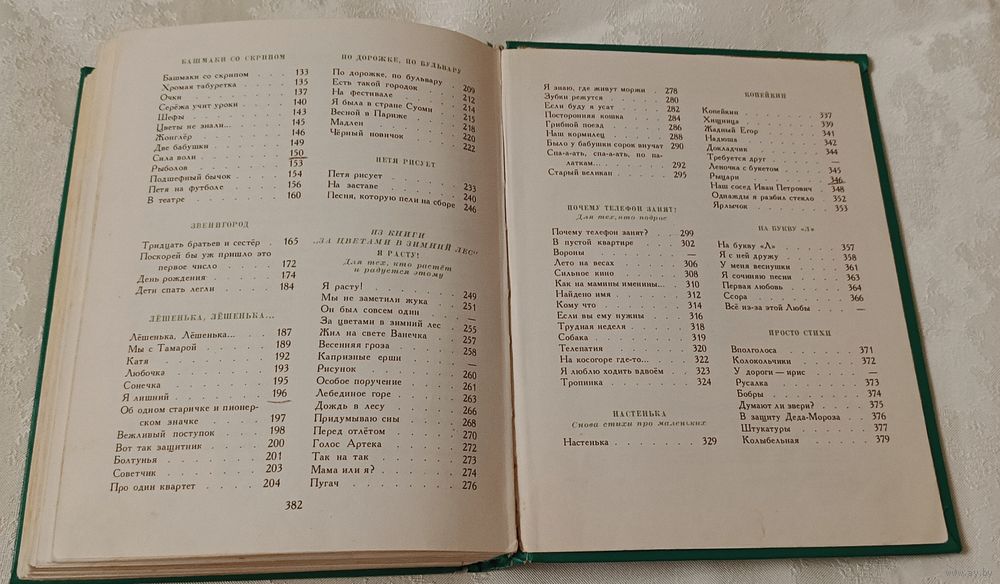 БАШМАКИ СО СКРИПОМ
Башмаки со скрипом . . . . 133
Хромая табуретка . . . . 135
Очки . . . . . . . 137
Серёжа учит уроки . . . . 140
Шефы . . . . . . . 143
Цветы не знали... . . . . 145
Жонглёр . . . . . . 146
Две бабушки . . . . . 149
Сила воли . . . . . . 150
Рыболов . . . . . . 153
Подшефный бычок . . . . 154
Петя на футболе . . . . 156
В театре . . . . . . 160
ЗВЕНИГОРОД
Тридцать братьев и сестёр . . 165
Поскорей бы уж пришло это
первое число . . . . . 172
День рождения . . . . . 174
Дети спать легли . . . . 184
ЛЁШЕНЬКА, ЛЁШЕНЬКА...
Лёшенька, Лёшенька... . . . 187
Мы с Тамарой . . . . . 189
Катя . . . . . . . 192
Любочка . . . . . . 193
Сонечка . . . . . . 195
Я лишний . . . . . . 196
Об одном старичке и пионер-
ском значке . . . . . 197
Вежливый поступок . . . . 198
Вот так защитник . . . . 200
Болтунья . . . . . . 201
Советчик . . . . . . 203
Про один квартет . . . . 204
ПО ДОРОЖКЕ, ПО БУЛЬВАРУ
По дорожке, по бульвару . . . 209
Есть такой городок . . . . 212
На фестивале . . . . . 214
Я была в стране Суоми . . . 215
Весной в Париже . . . . 218
Мадлен . . . . . . 220
Чёрный новичок . . . . 222
ПЕТЯ РИСУЕТ
Петя рисует . . . . . 233
На заставе . . . . . 240
Песня, которую пели на сборе . 246
ИЗ КНИГИ
„ЗА ЦВЕТАМИ В ЗИМНИЙ ЛЕС“
Я РАСТУ!
Для тех, кто растёт
и радуется этому
Я расту! . . . . . . 249
Мы не заметили жука . . . 251
Он был совсем один . . . —
За цветами в зимний лес . . 255
Жил на свете Ванечка . . . 257
Весенняя гроза . . . . 258
Капризные ерши . . . . —
Рисунок . . . . . . —
Особое поручение . . . . 260
Лебединое горе . . . . 261
Дождь в лесу . . . . . 263
Придумываю сны . . . . 266
Перед отлётом . . . . . 268
Голос Артека . . . . . 270
Так на так . . . . . 272
Мама или я? . . . . . 273
Пугач . . . . . . 274
276
382
Я знаю, где живут моржи . . 278
Зубки режутся . . . . . 280
Если буду я усат . . . . 282
Посторонняя кошка . . . . 284
Грибной поезд . . . . . 286
Наш кормилец . . . . . 288
Было у бабушки сорок внучат . 290
Спа-а-ать, спа-а-ать, по па-
латкам... . . . . . . 292
Старый великан . . . . . 295
ПОЧЕМУ ТЕЛЕФОН ЗАНЯТ?
Для тех, кто подрос
Почему телефон занят? . . . 299
В пустой квартире . . . . 302
Вороны . . . . . . —
Лето на весах . . . . . 306
Сильное кино . . . . . 308
Как на мамины именины... . . 310
Найдено имя . . . . . 312
Кому что . . . . . . 314
Если вы ему нужны . . . . 316
Трудная неделя . . . . . 318
Собака . . . . . . . 319
Телепатия . . . . . . 320
На косогоре где-то... . . . 322
Я люблю ходить вдвоём . . . 323
Тропинка . . . . . . 324
НАСТЕНЬКА
Снова стихи про маленьких
Настенька . . . . . . 329
КОПЕЙКИН
Копейкин . . . . . . 337
Хищница . . . . . . 339
Жадный Егор . . . . . 341
Надюша . . . . . . 342
Докладчик . . . . . . 344
Требуется друг . . . . . —
Леночка с букетом . . . . 345
Рыцари . . . . . . 346
Наш сосед Иван Петрович . . 348
Однажды я разбил стекло . . 352
Ярлычок . . . . . . 353
НА БУКВУ «Л»
На букву «Л» . . . . . 357
Я с ней дружу . . . . . 358
У меня веснушки . . . . 361
Я сочиняю песни . . . . 363
Первая любовь . . . . . 364
Ссора . . . . . . . 366
Всё из-за этой Любы . . . —
ПРОСТО СТИХИ
Вполголоса . . . . . 371
Колокольчики . . . . . 372
У дороги — ирис . . . . —
Русалка . . . . . . 373
Бобры . . . . . . . 374
Думают ли звери? . . . . 375
В защиту Деда-Мороза . . . 376
Штукатуры . . . . . . 377
Колыбельная . . . . . 379
www.ay.by